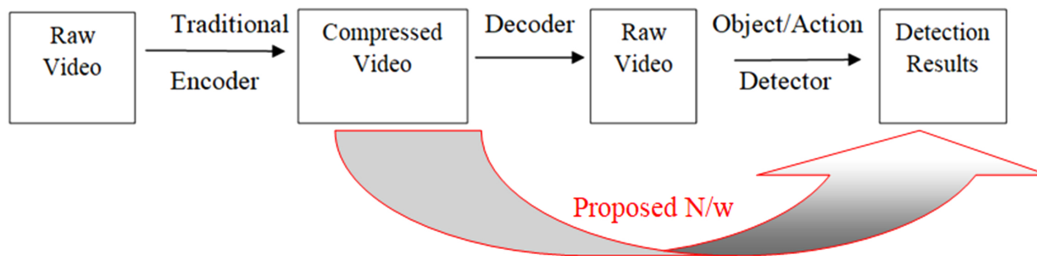 Raw
Video
Traditional
Encoder
Compressed
Video
Decoder
Raw
Video
Object/Action
Detector
Detection
Results
Proposed N/w